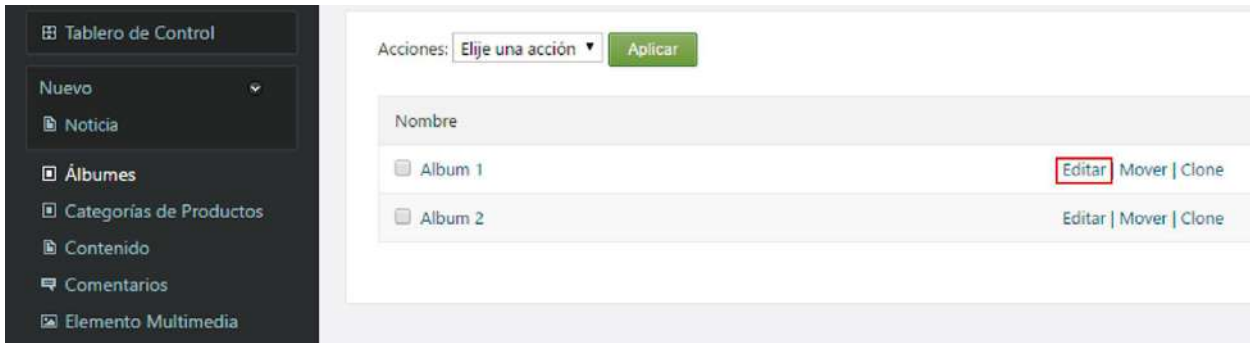 Tablero de Control
Nuevo
Noticia
Álbumes
Categorías de Productos
Contenido
Comentarios
Elemento Multimedia
Acciones: Elije una acción Aplicar
Nombre
Album 1 Editar | Mover | Clone
Album 2 Editar | Mover | Clone